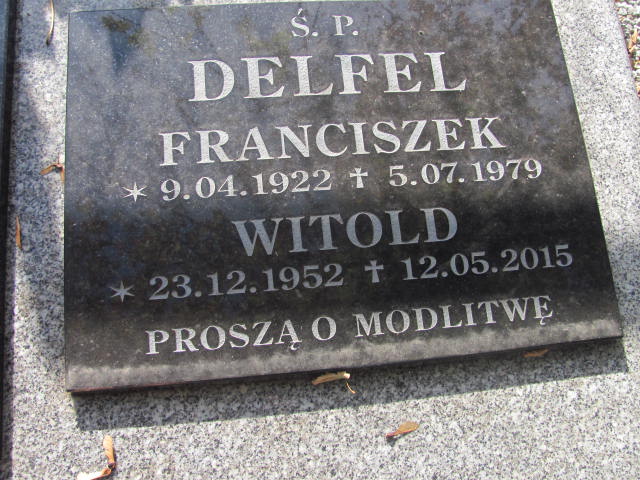 Ś. P.
DELFEL
FRANCISZEK
✶ 9.04.1922 ✝ 5.07.1979
WITOLD
✶ 23.12.1952 ✝ 12.05.2015
PROSZĄ O MODLITWĘ